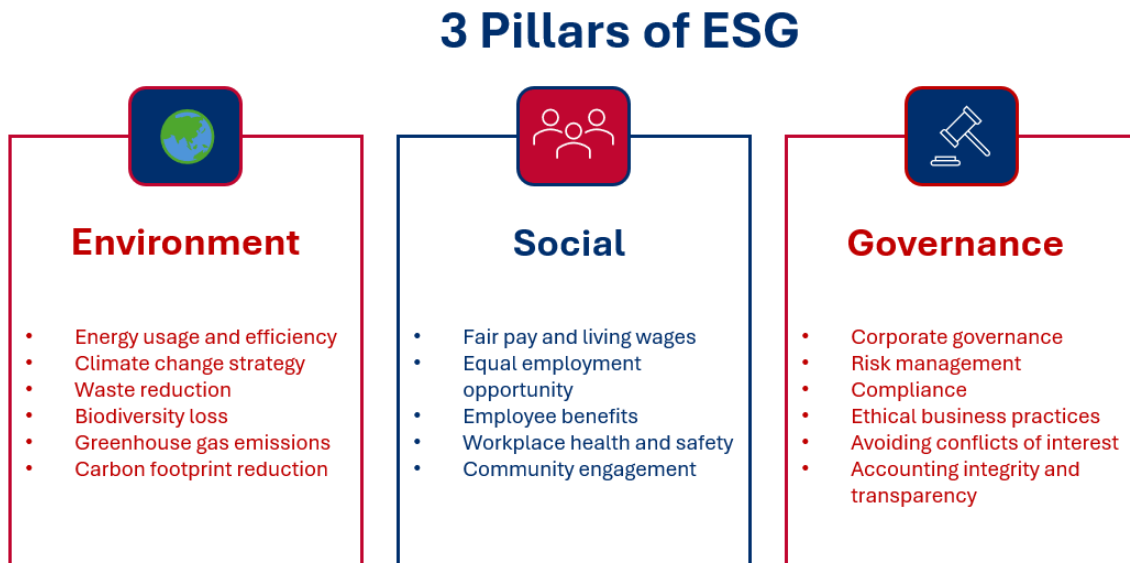 3 Pillars of ESG
Environment
• Energy usage and efficiency
• Climate change strategy
• Waste reduction
• Biodiversity loss
• Greenhouse gas emissions
• Carbon footprint reduction
Social
• Fair pay and living wages
• Equal employment
opportunity
• Employee benefits
• Workplace health and safety
• Community engagement
Governance
• Corporate governance
• Risk management
• Compliance
• Ethical business practices
• Avoiding conflicts of interest
• Accounting integrity and
transparency